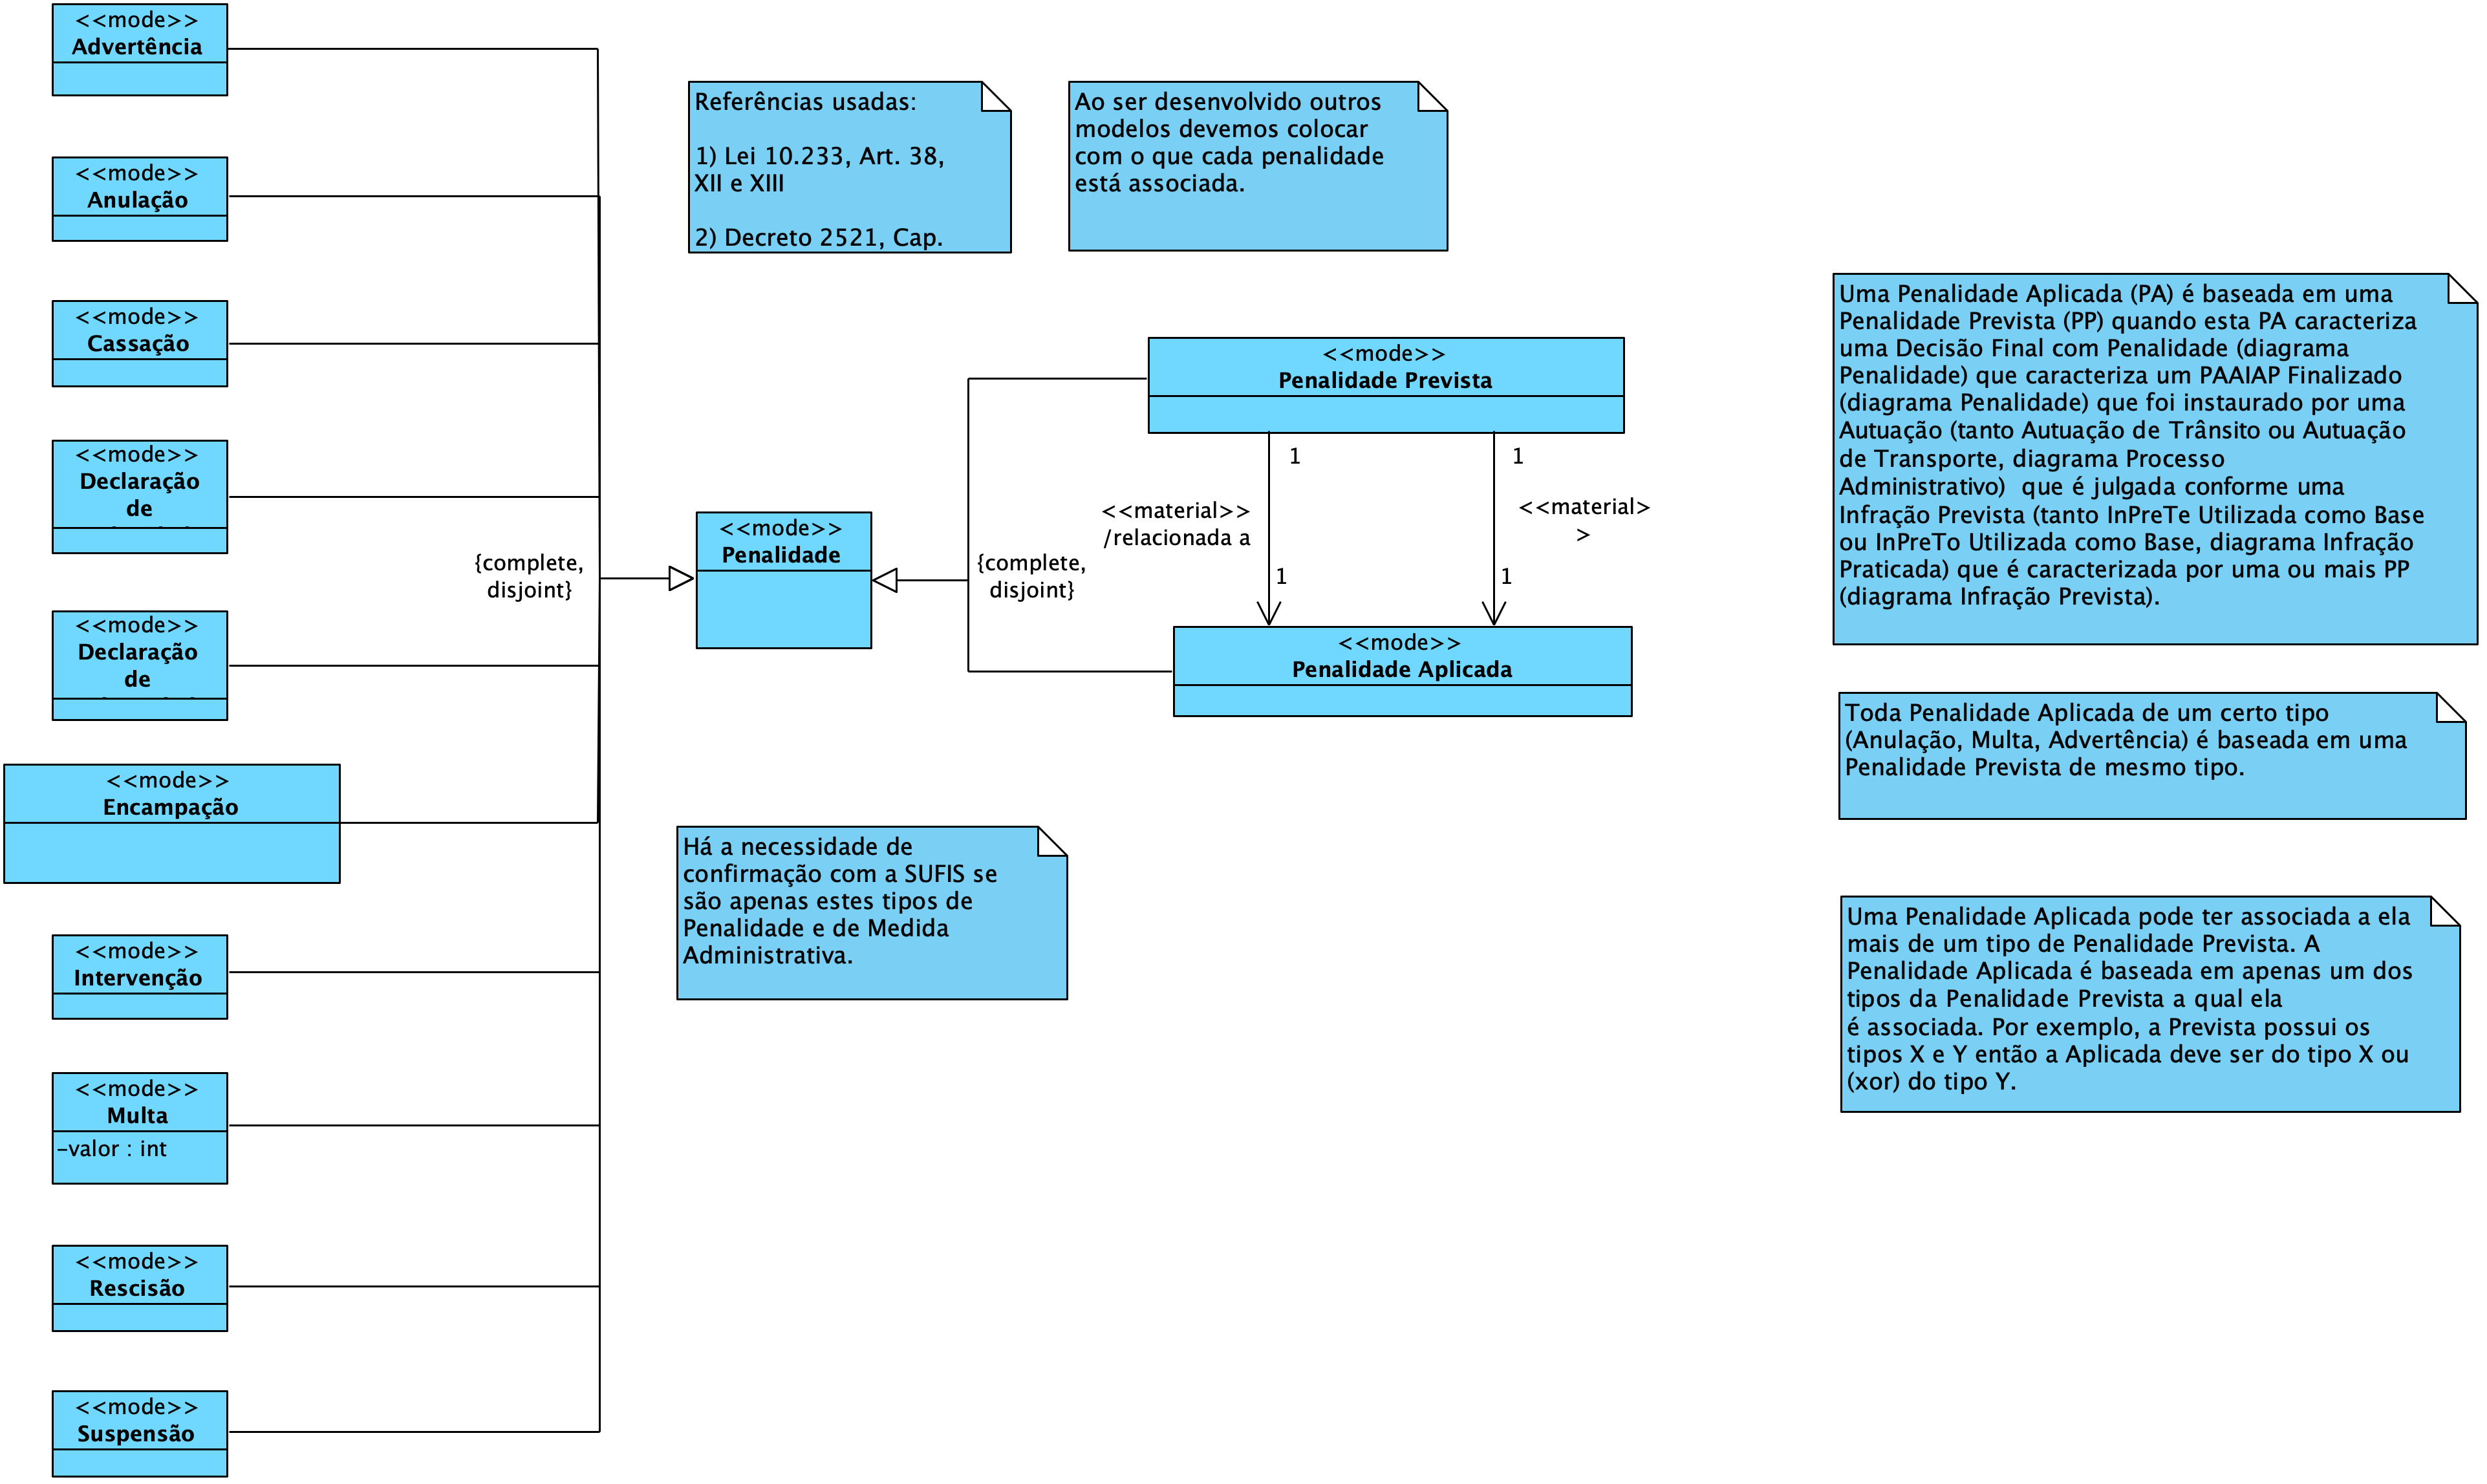 <<mode>>
Advertência
<<mode>>
Anulação
<<mode>>
Cassação
<<mode>>
Declaração
de
<<mode>>
Declaração
de
<<mode>>
Encampação
<<mode>>
Intervenção
<<mode>>
Multa
-valor : int
<<mode>>
Rescisão
<<mode>>
Suspensão
{complete,
disjoint}
<<mode>>
Penalidade
{complete,
disjoint}
Referências usadas:
1) Lei 10.233, Art. 38,
XII e XIII
2) Decreto 2521, Cap.
Ao ser desenvolvido outros
modelos devemos colocar
com o que cada penalidade
está associada.
<<mode>>
Penalidade Prevista
1
1
<<material>>
/relacionada a
<<material>
>
1
1
<<mode>>
Penalidade Aplicada
Há a necessidade de
confirmação com a SUFIS se
são apenas estes tipos de
Penalidade e de Medida
Administrativa.
Uma Penalidade Aplicada (PA) é baseada em uma
Penalidade Prevista (PP) quando esta PA caracteriza
uma Decisão Final com Penalidade (diagrama
Penalidade) que caracteriza um PAAIAP Finalizado
(diagrama Penalidade) que foi instaurado por uma
Autuação (tanto Autuação de Trânsito ou Autuação
de Transporte, diagrama Processo
Administrativo)  que é julgada conforme uma
Infração Prevista (tanto InPreTe Utilizada como Base
ou InPreTo Utilizada como Base, diagrama Infração
Praticada) que é caracterizada por uma ou mais PP
(diagrama Infração Prevista).
Toda Penalidade Aplicada de um certo tipo
(Anulação, Multa, Advertência) é baseada em uma
Penalidade Prevista de mesmo tipo.
Uma Penalidade Aplicada pode ter associada a ela
mais de um tipo de Penalidade Prevista. A
Penalidade Aplicada é baseada em apenas um dos
tipos da Penalidade Prevista a qual ela
é associada. Por exemplo, a Prevista possui os
tipos X e Y então a Aplicada deve ser do tipo X ou
(xor) do tipo Y.